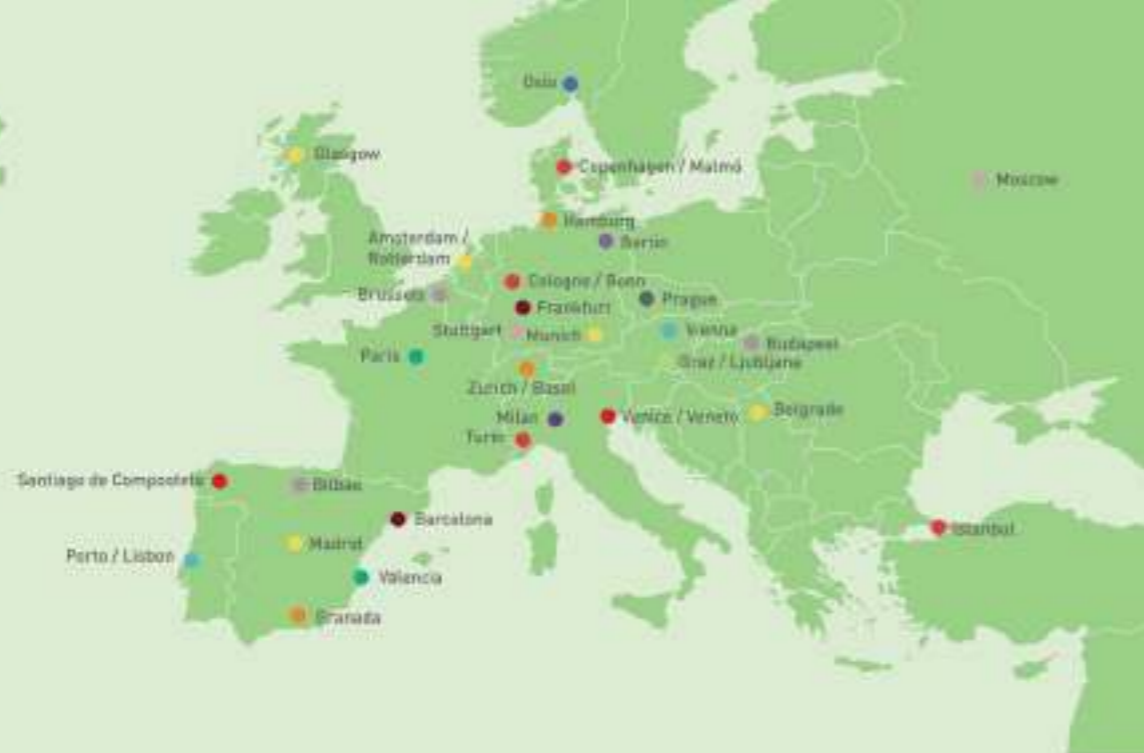 Oslo
Glasgow
Copenhagen / Malmö
Moscow
Hamburg
Amsterdam /
Rotterdam
Berlin
Cologne / Bonn
Brussels
Frankfurt
Prague
Stuttgart
Munich
Vienna
Budapest
Paris
Graz / Ljubljana
Zurich / Basel
Milan
Venice / Veneto
Belgrade
Turin
Santiago de Compostela
Bilbao
Barcelona
Istanbul
Madrid
Porto / Lisbon
Valencia
Granada